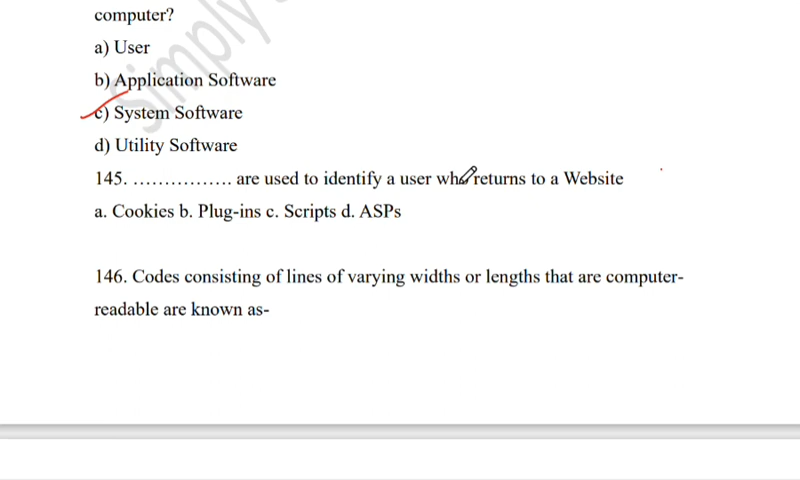 computer?
a) User
b) Application Software
c) System Software
d) Utility Software
145. ................ are used to identify a user who returns to a Website
a. Cookies b. Plug-ins c. Scripts d. ASPs
146. Codes consisting of lines of varying widths or lengths that are computer-
readable are known as-
Simply